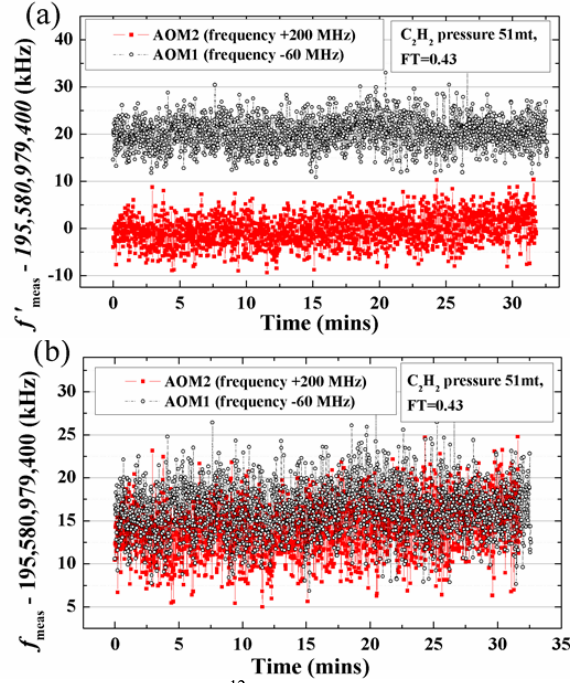 (a)
AOM2 (frequency +200 MHz)
AOM1 (frequency -60 MHz)
C2H2 pressure 51mt,
FT=0.43
f'meas - 195,580,979,400 (kHz)
40
30
20
10
0
-10
0 5 10 15 20 25 30
Time (mins)
(b)
AOM2 (frequency +200 MHz)
AOM1 (frequency -60 MHz)
C2H2 pressure 51mt,
FT=0.43
fmeas - 195,580,979,400 (kHz)
30
25
20
15
10
5
0 5 10 15 20 25 30 35
Time (mins)
12